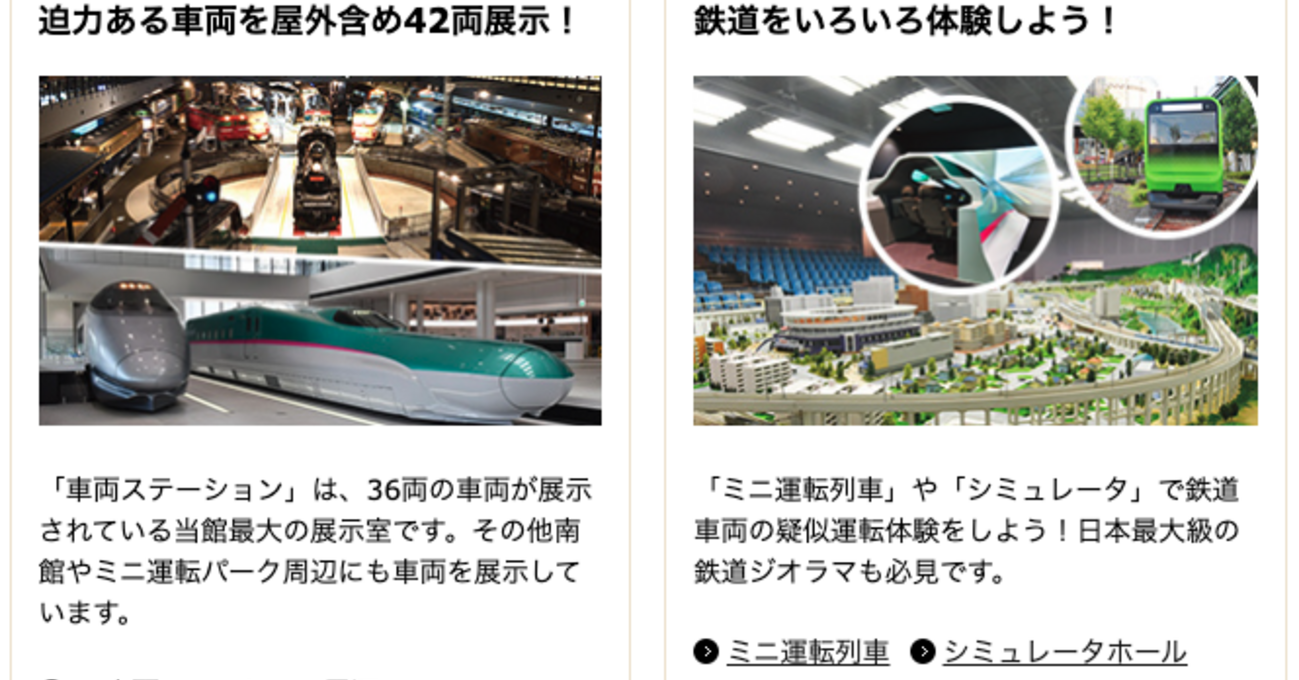 迫力ある車両を屋外含め42両展示！
「車両ステーション」は、36両の車両が展示
されている当館最大の展示室です。その他南
館やミニ運転パーク周辺にも車両を展示して
います。
鉄道をいろいろ体験しよう！
「ミニ運転列車」や「シミュレータ」で鉄道
車両の疑似運転体験をしよう！日本最大級の
鉄道ジオラマも必見です。
ミニ運転列車 シミュレータホール